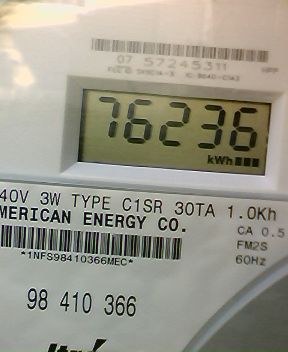 07 57245311
76236
kWh
40V 3W TYPE C1SR 30TA 1.0Kh
MERICAN ENERGY CO.
CA 0.5
FM2S
60Hz
*1NFS98410366MEC*
98 410 366